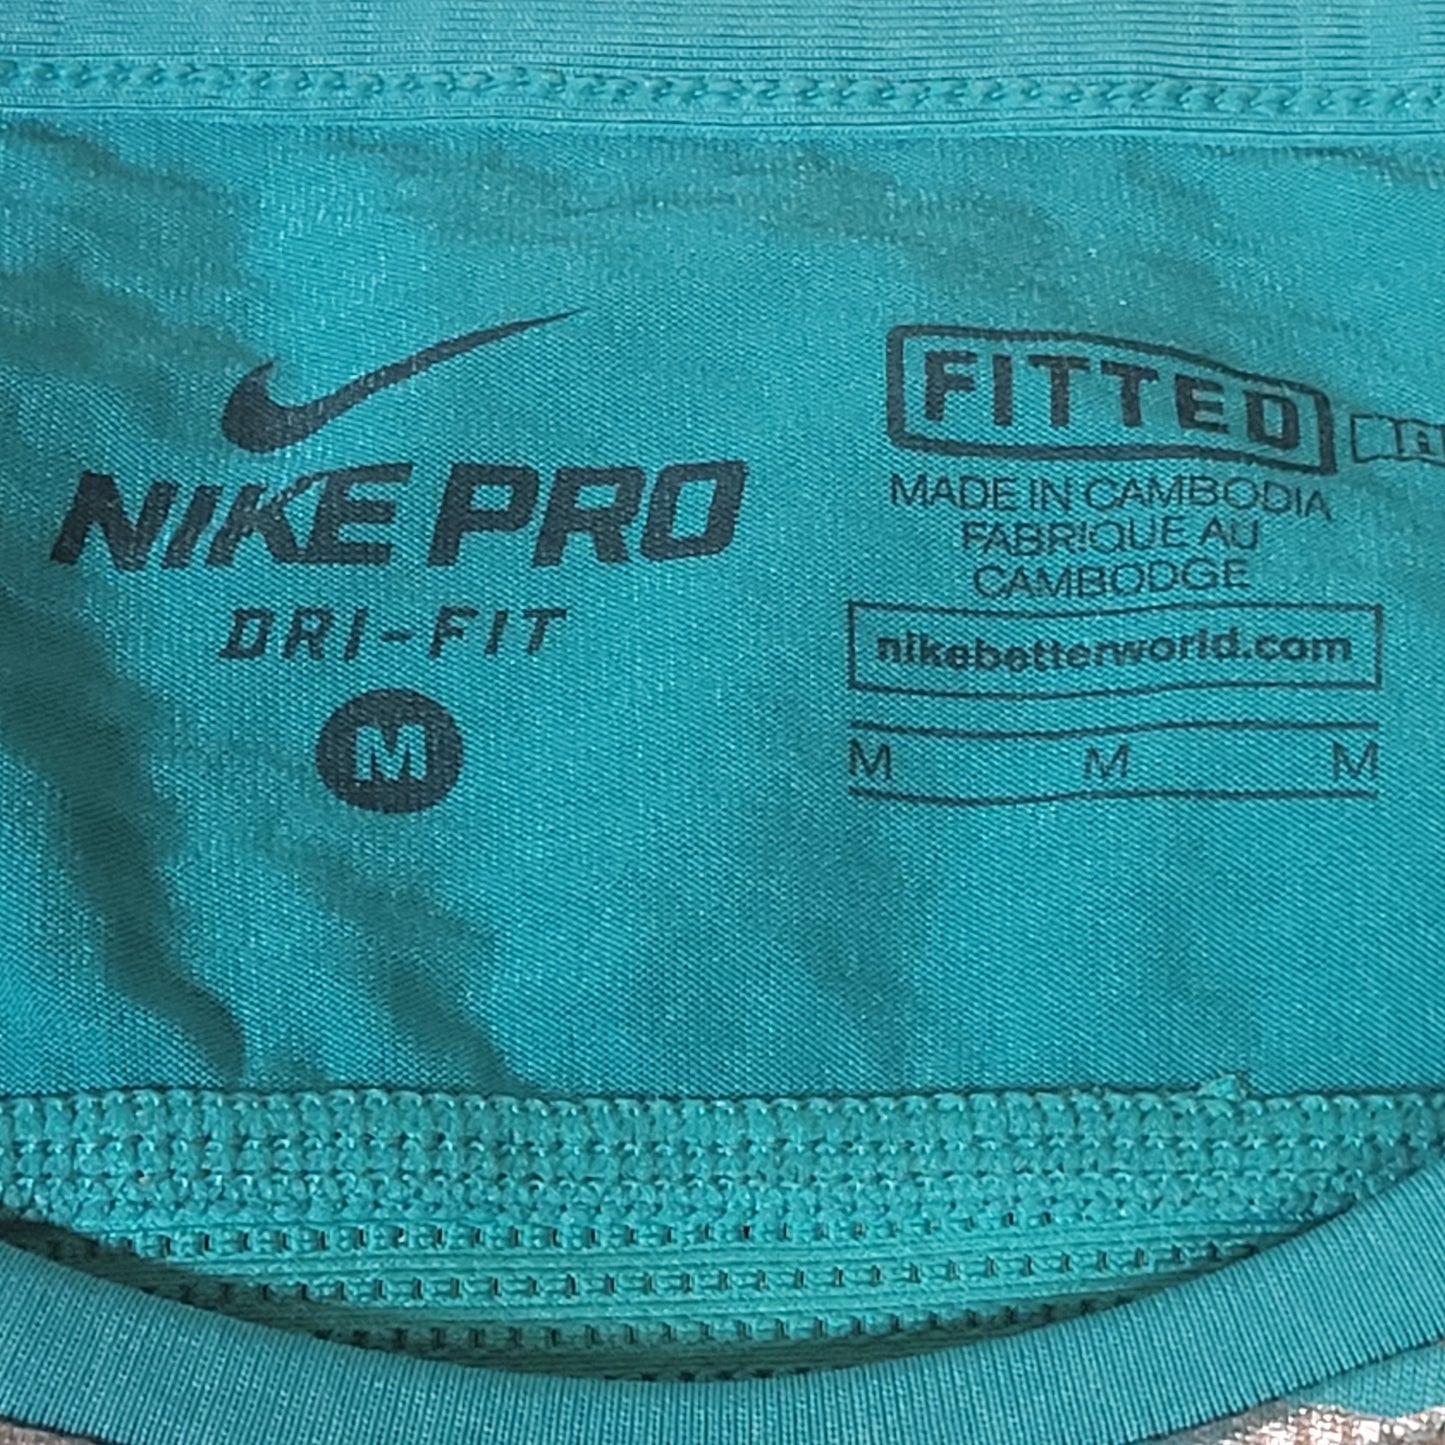 NIKE PRO
DRI-FIT
M
FITTED
MADE IN CAMBODIA
FABRIQUE AU
CAMBODGE
nikebetterworld.com
M M M